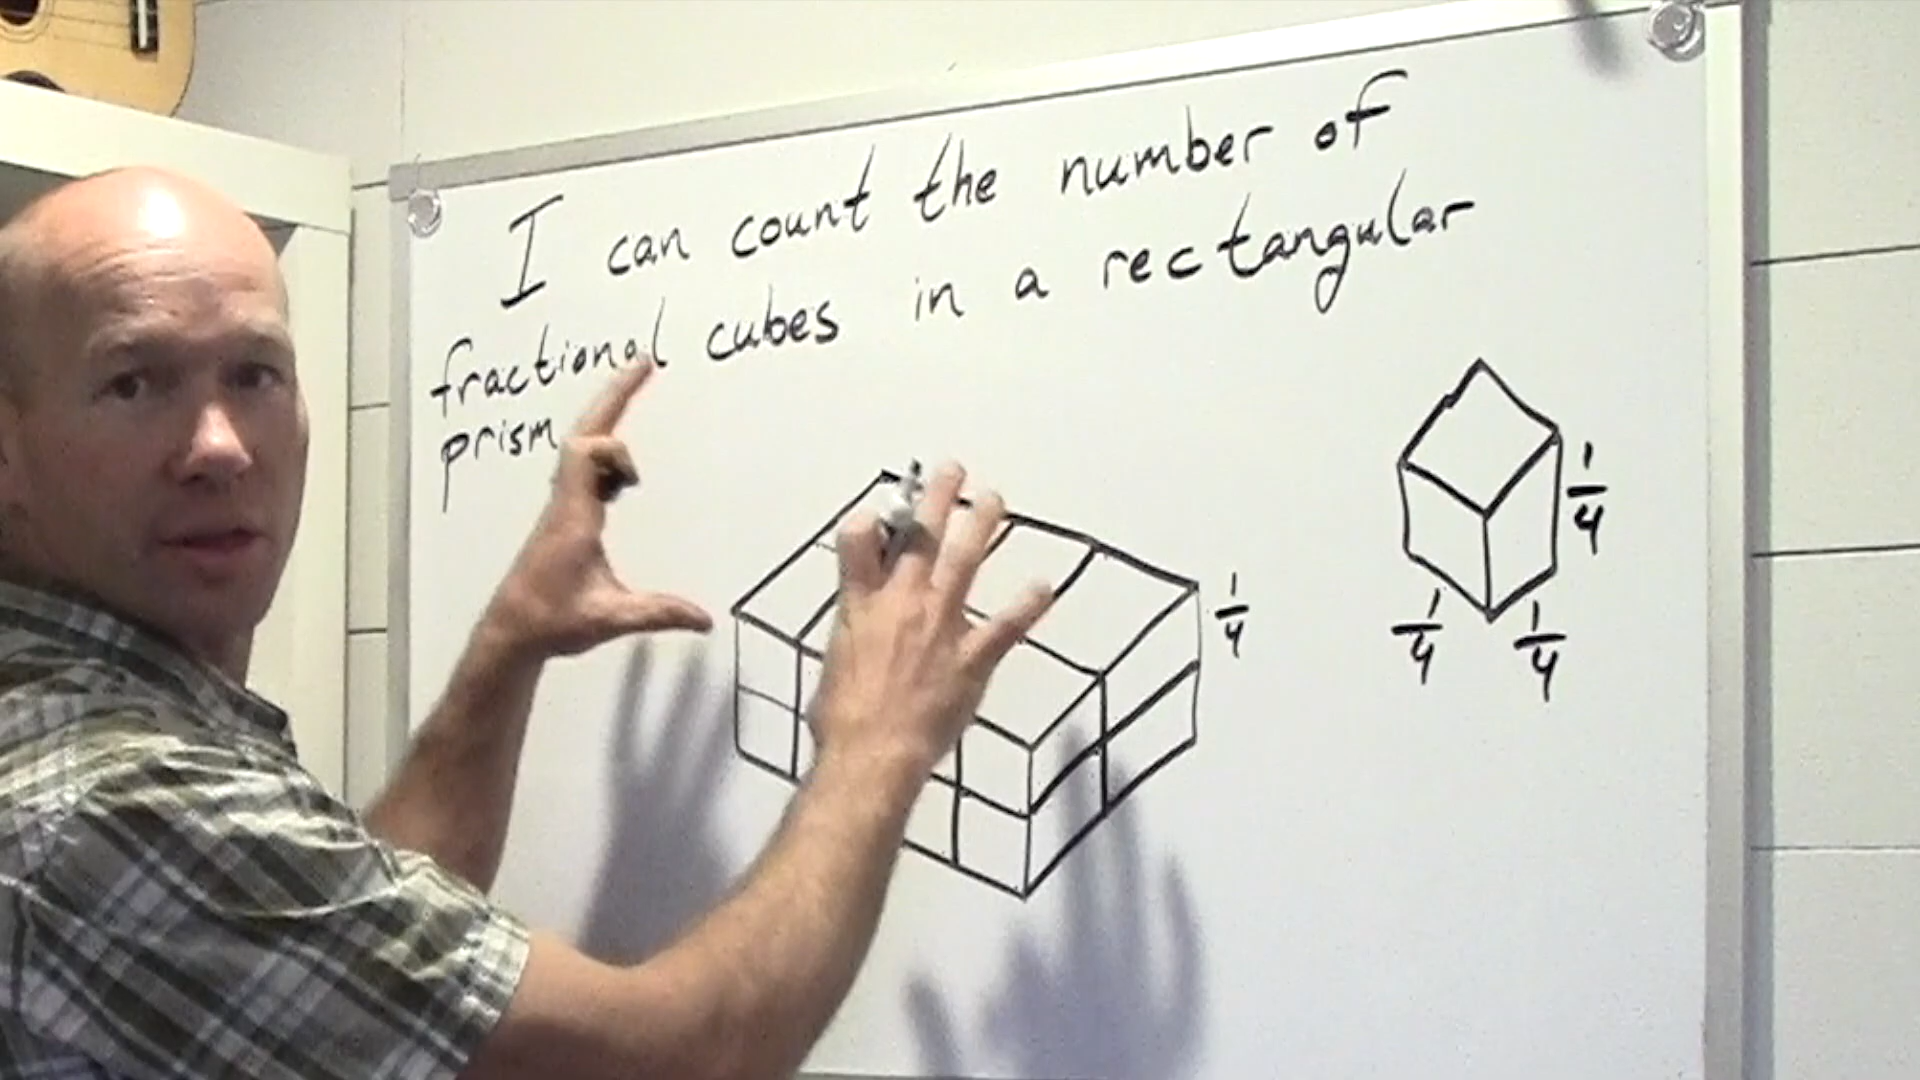 I can count the number of
fractional cubes in a rectangular
prism
1/4
1/4
1/4
1/4